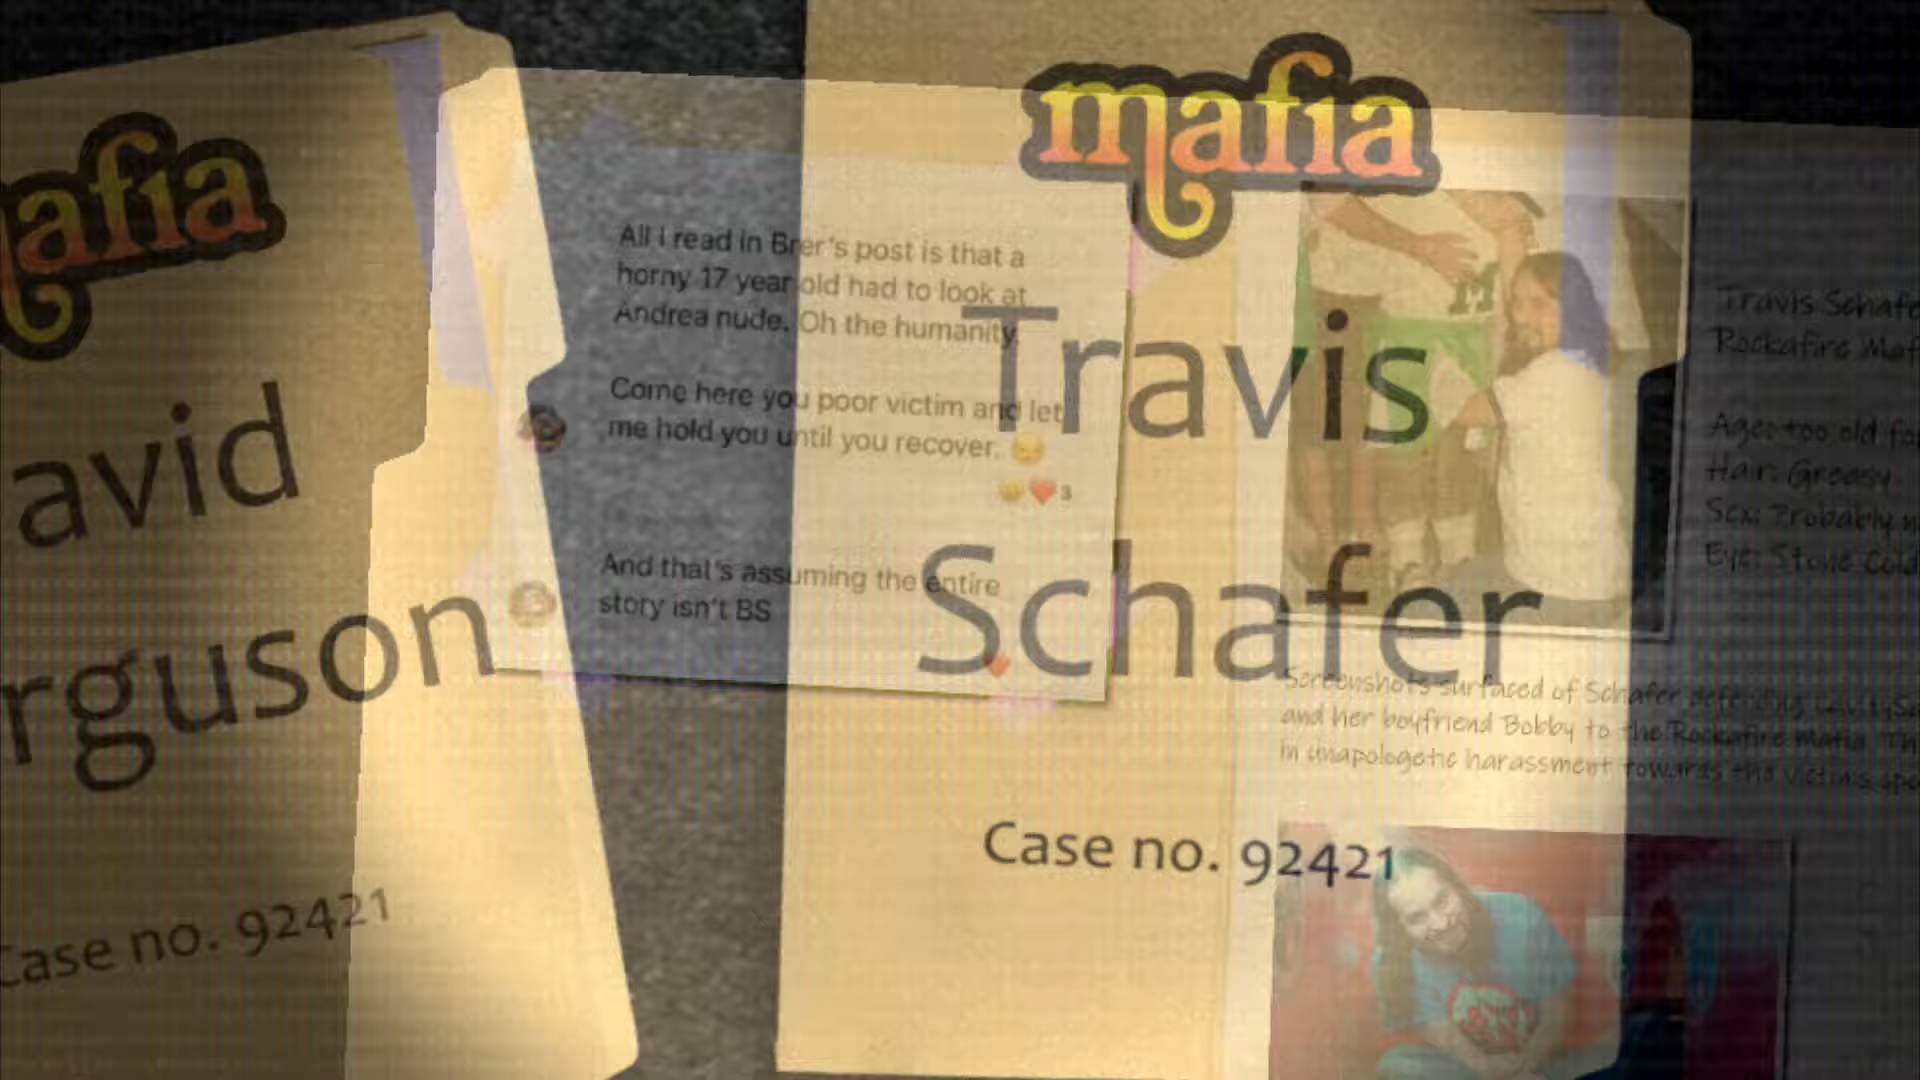 mafia
avid
rguson
Case no. 92421
mafia
Travis
Schafer
Case no. 92421
All I read in Brer's post is that a
horny 17 year old had to look at
Andrea nude. Oh the humanity.
Come here you poor victim and let
me hold you until you recover. 😔
😆❤️3
And that's assuming the entire
story isn't BS
❤️
M
Travis Schafe
Rockafire Maf
Age: too old fo
Hair: Greasy
Sex: Probably n
Eye: Stone Cold
Screenshots surfaced of Schafer defending
and her boyfriend Bobby to the Rockafire Mafia. Th
in unapologetic harassment towards the victims spe